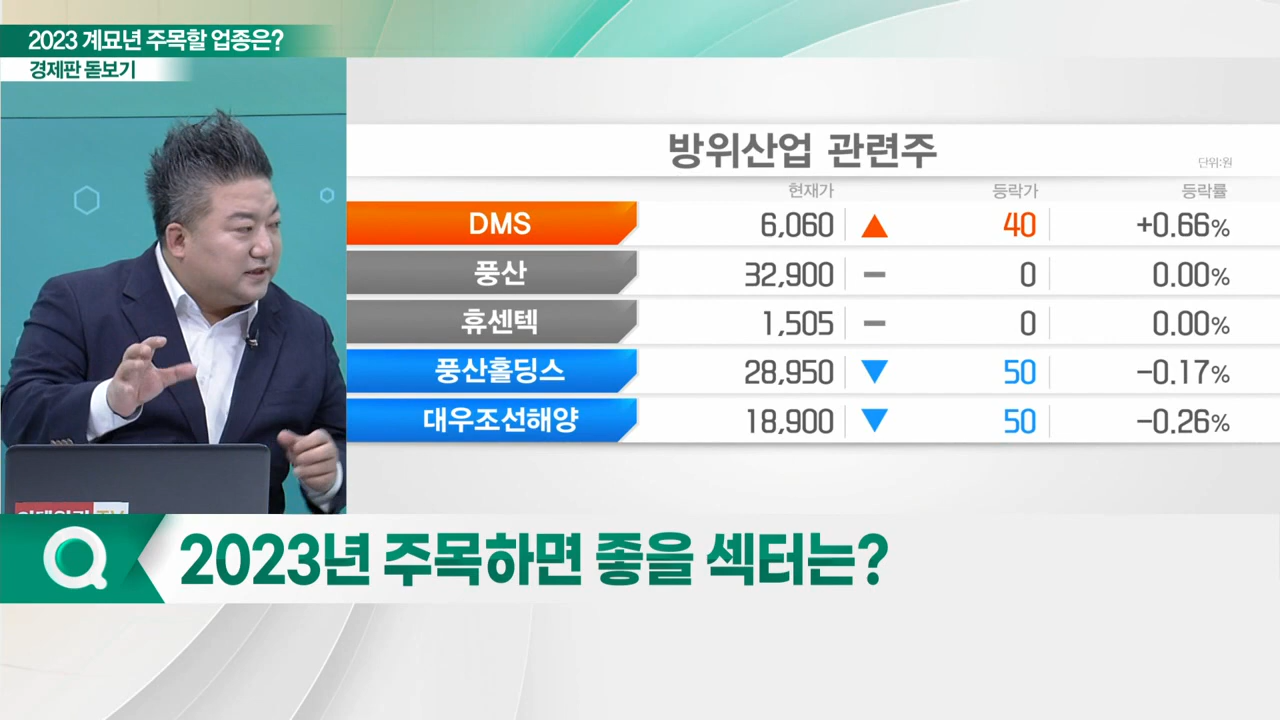 2023 계묘년 주목할 업종은?
경제판 돋보기
방위산업 관련주
단위:원
현재가 등락가 등락률
DMS 6,060 ▲ 40 +0.66%
풍산 32,900 − 0 0.00%
휴센텍 1,505 − 0 0.00%
풍산홀딩스 28,950 ▼ 50 −0.17%
대우조선해양 18,900 ▼ 50 −0.26%
2023년 주목하면 좋을 섹터는?